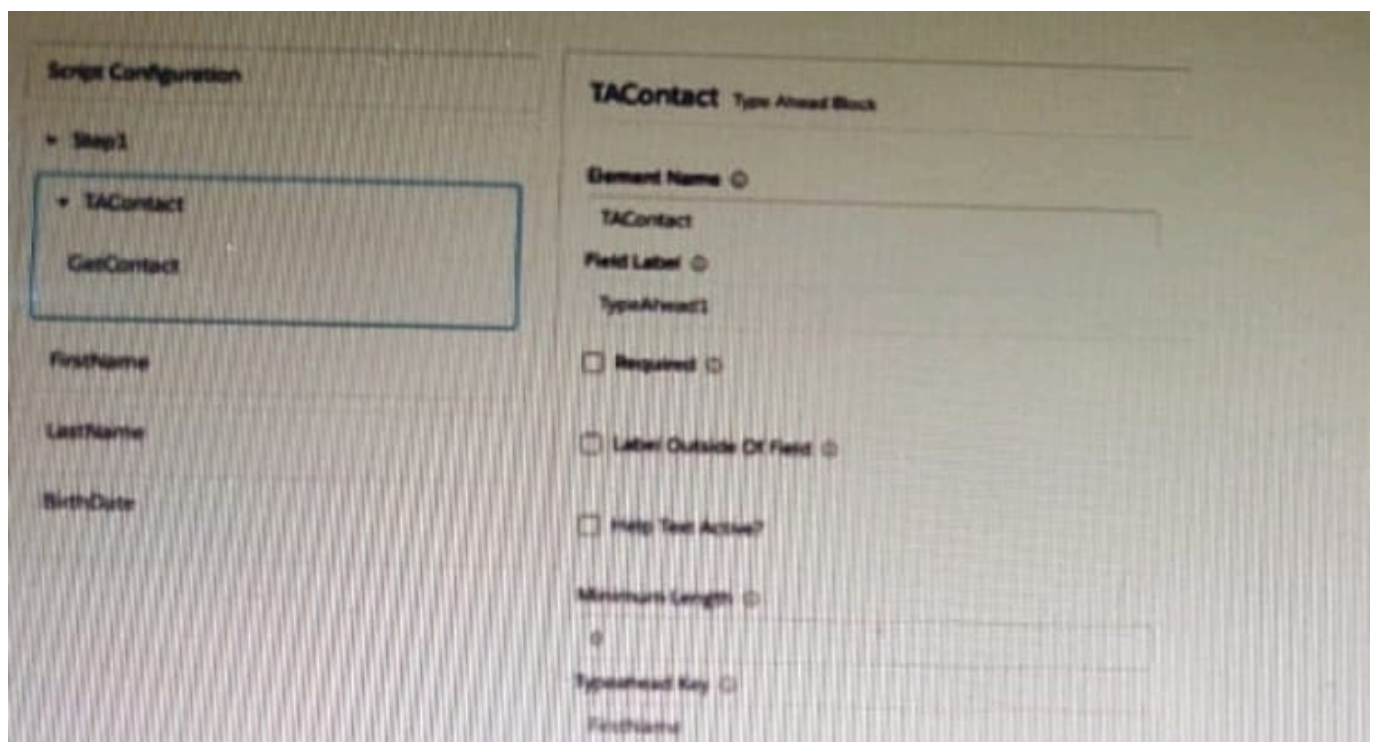 Script Configuration
Step1
TAContact
GetContact
FirstName
LastName
BirthDate
TAContact Type Ahead Block
Element Name
TAContact
Field Label
TypeAhead1
Required
Label Outside Of Field
Help Text Active?
Minimum Length
0
Typeahead Key
FirstName